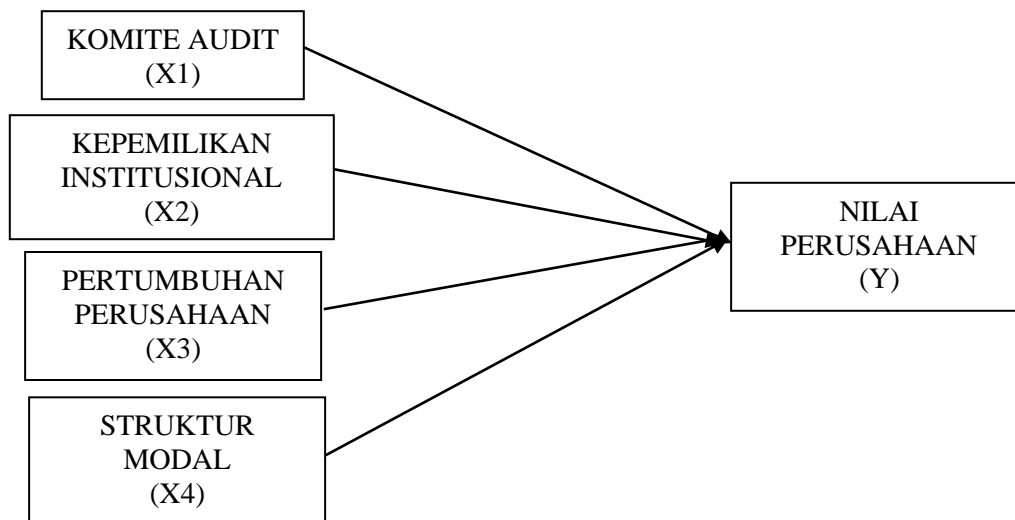 KOMITE AUDIT
(X1)
KEPEMILIKAN
INSTITUSIONAL
(X2)
PERTUMBUHAN
PERUSAHAAN
(X3)
STRUKTUR
MODAL
(X4)
NILAI
PERUSAHAAN
(Y)